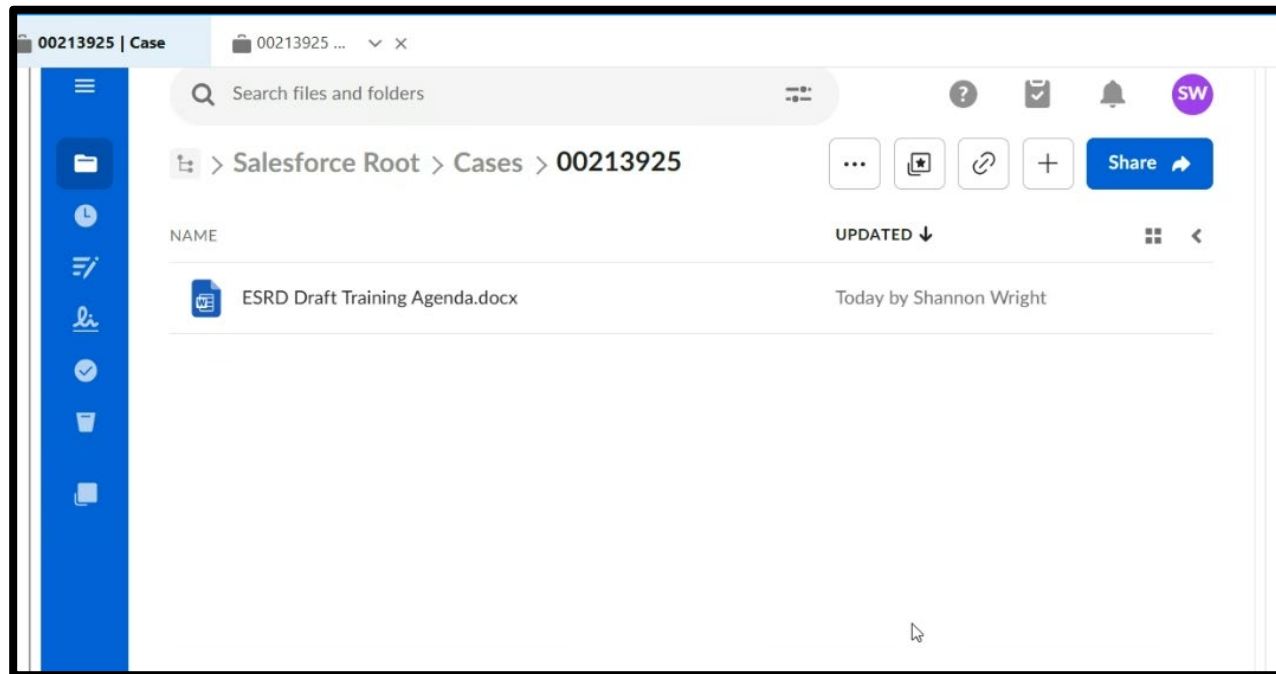 00213925 | Case
00213925 ...
Search files and folders
?
SW
> Salesforce Root > Cases > 00213925
...
+
Share
NAME
UPDATED ↓
<
W
ESRD Draft Training Agenda.docx
Today by Shannon Wright